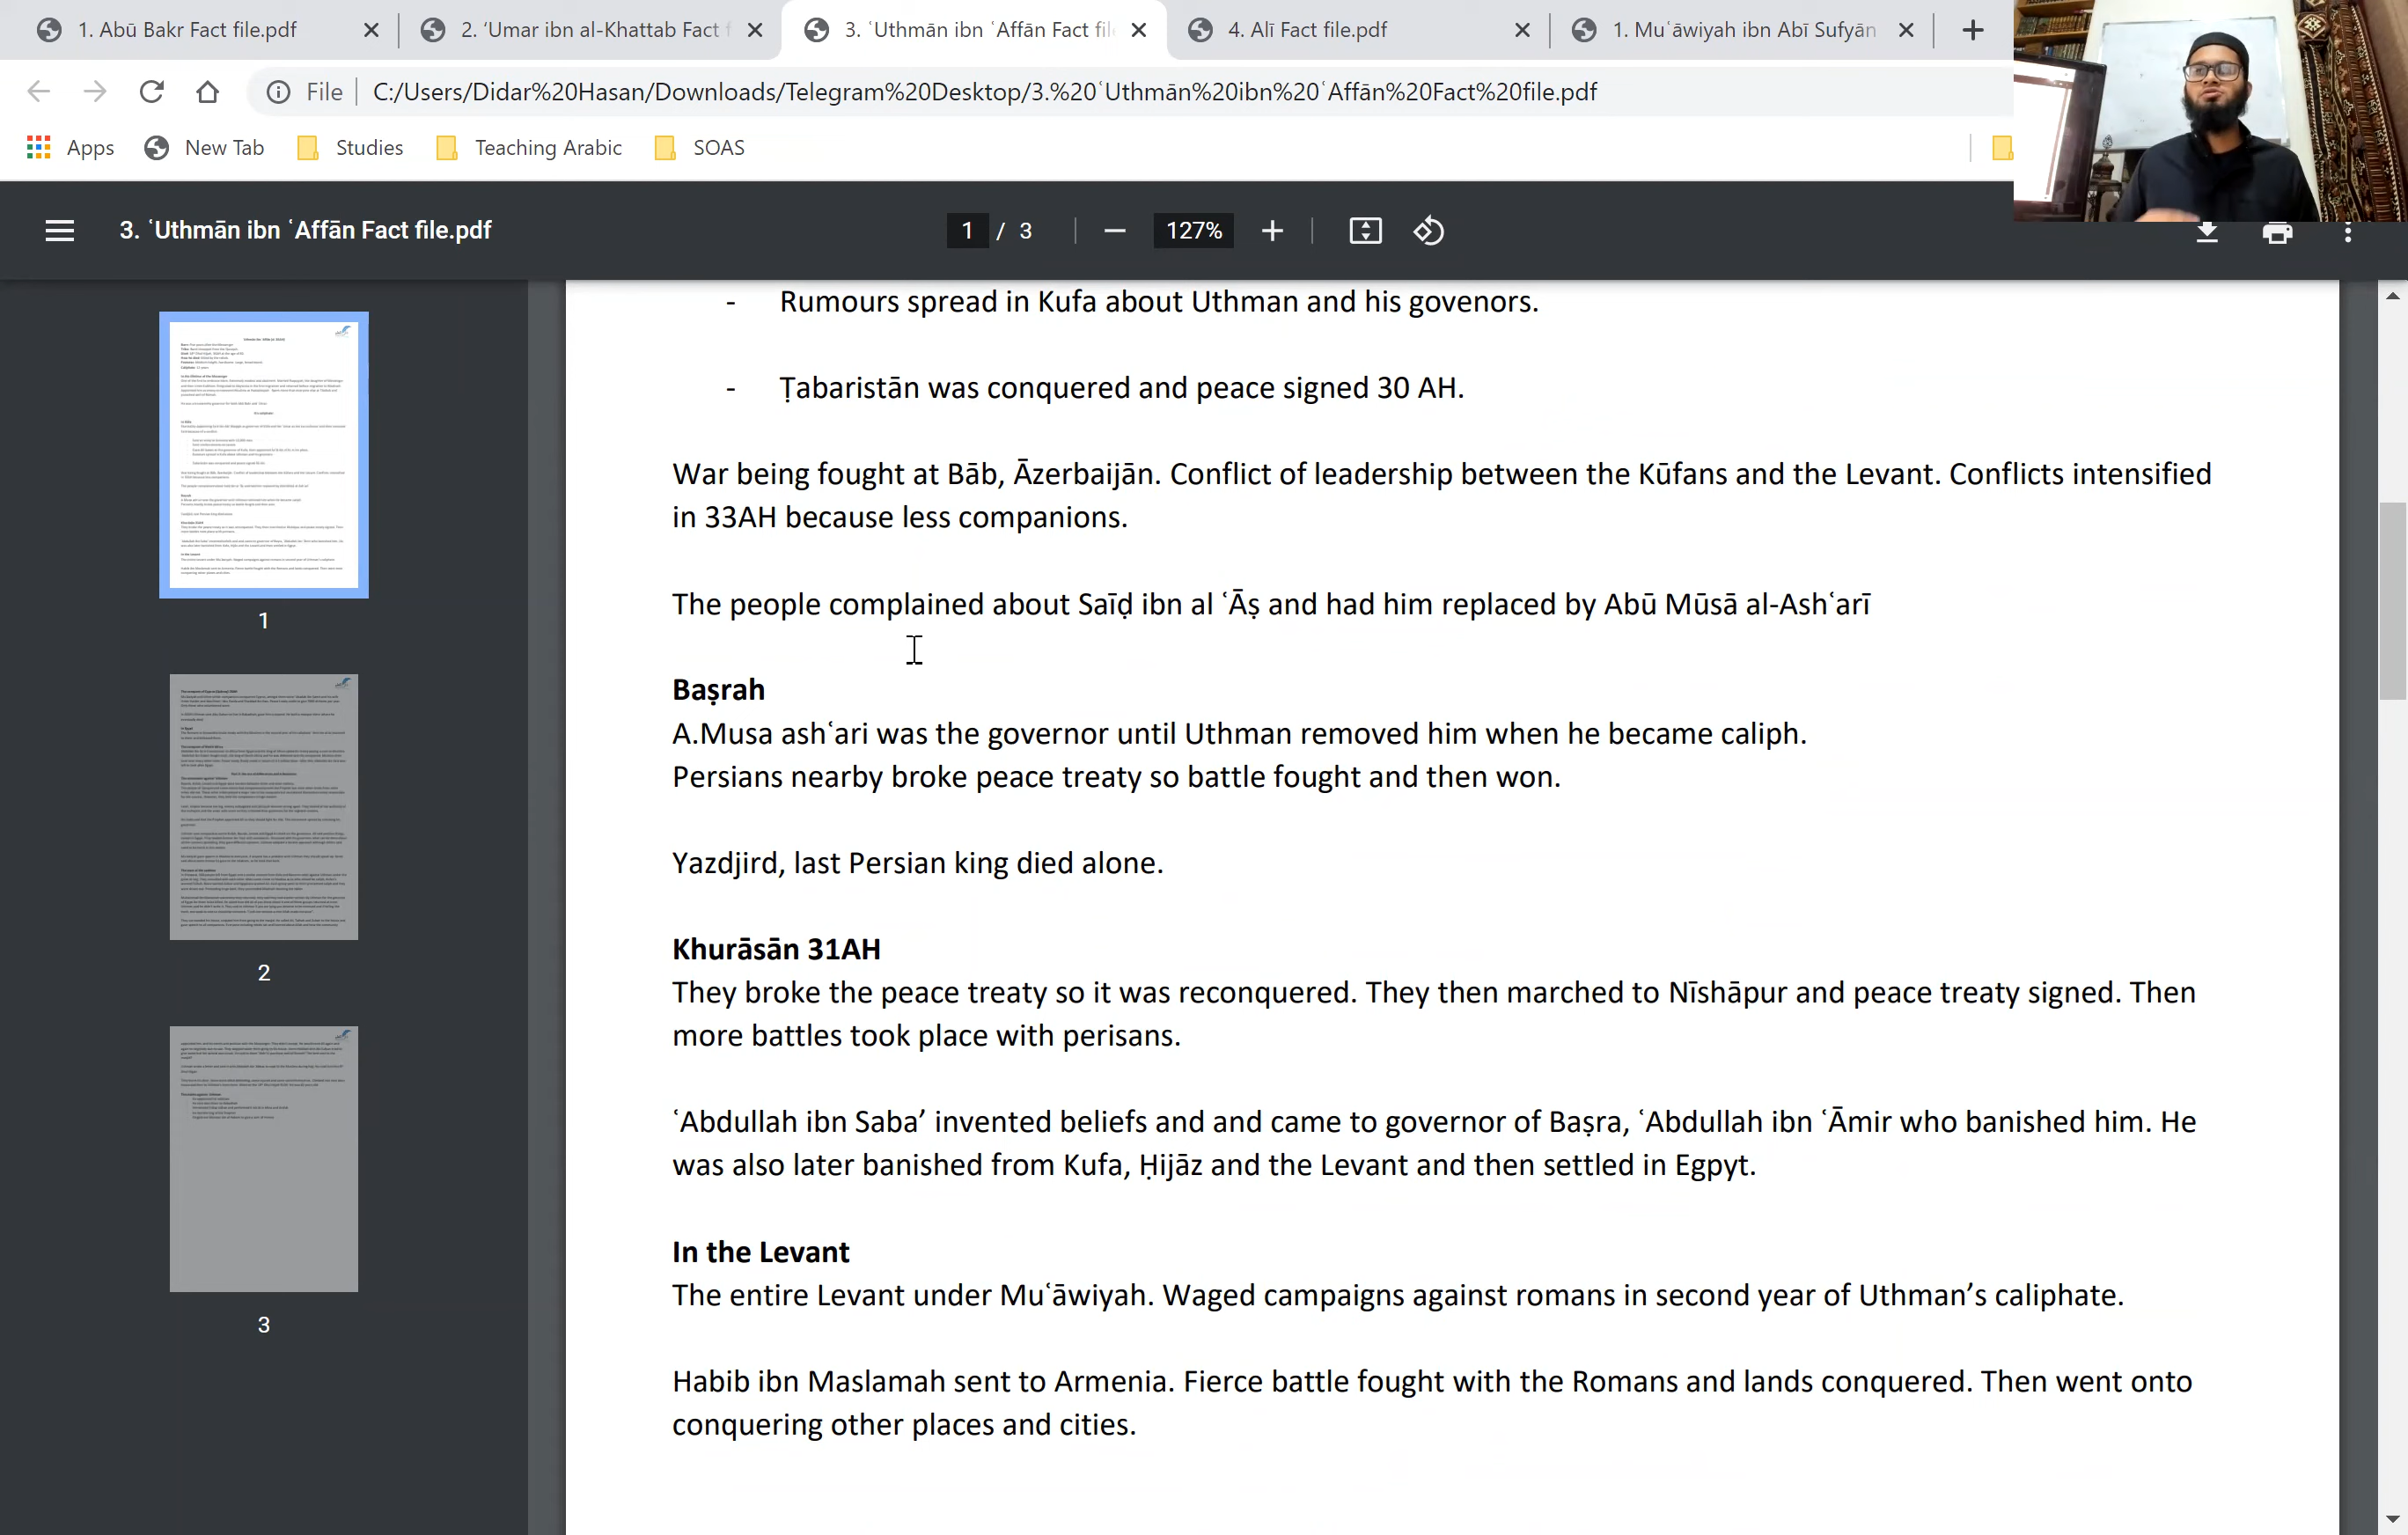 1. Abū Bakr Fact file.pdf
2. ʻUmar ibn al-Khattab Fact f
3. ʿUthmān ibn ʿAffān Fact fil
4. Alī Fact file.pdf
1. Muʿāwiyah ibn Abī Sufyān
File
C:/Users/Didar%20Hasan/Downloads/Telegram%20Desktop/3.%20ʿUthmān%20ibn%20ʿAffān%20Fact%20file.pdf
Apps
New Tab
Studies
Teaching Arabic
SOAS
3. ʿUthmān ibn ʿAffān Fact file.pdf
1 / 3
127%
1
2
3
- Rumours spread in Kufa about Uthman and his govenors.
- Ṭabaristān was conquered and peace signed 30 AH.
War being fought at Bāb, Āzerbaijān. Conflict of leadership between the Kūfans and the Levant. Conflicts intensified
in 33AH because less companions.
The people complained about Saīḍ ibn al ʿĀṣ and had him replaced by Abū Mūsā al-Ashʿarī
Baṣrah
A.Musa ashʿari was the governor until Uthman removed him when he became caliph.
Persians nearby broke peace treaty so battle fought and then won.
Yazdjird, last Persian king died alone.
Khurāsān 31AH
They broke the peace treaty so it was reconquered. They then marched to Nīshāpur and peace treaty signed. Then
more battles took place with perisans.
ʿAbdullah ibn Saba’ invented beliefs and and came to governor of Baṣra, ʿAbdullah ibn ʿĀmir who banished him. He
was also later banished from Kufa, Ḥijāz and the Levant and then settled in Egpyt.
In the Levant
The entire Levant under Muʿāwiyah. Waged campaigns against romans in second year of Uthman’s caliphate.
Habib ibn Maslamah sent to Armenia. Fierce battle fought with the Romans and lands conquered. Then went onto
conquering other places and cities.